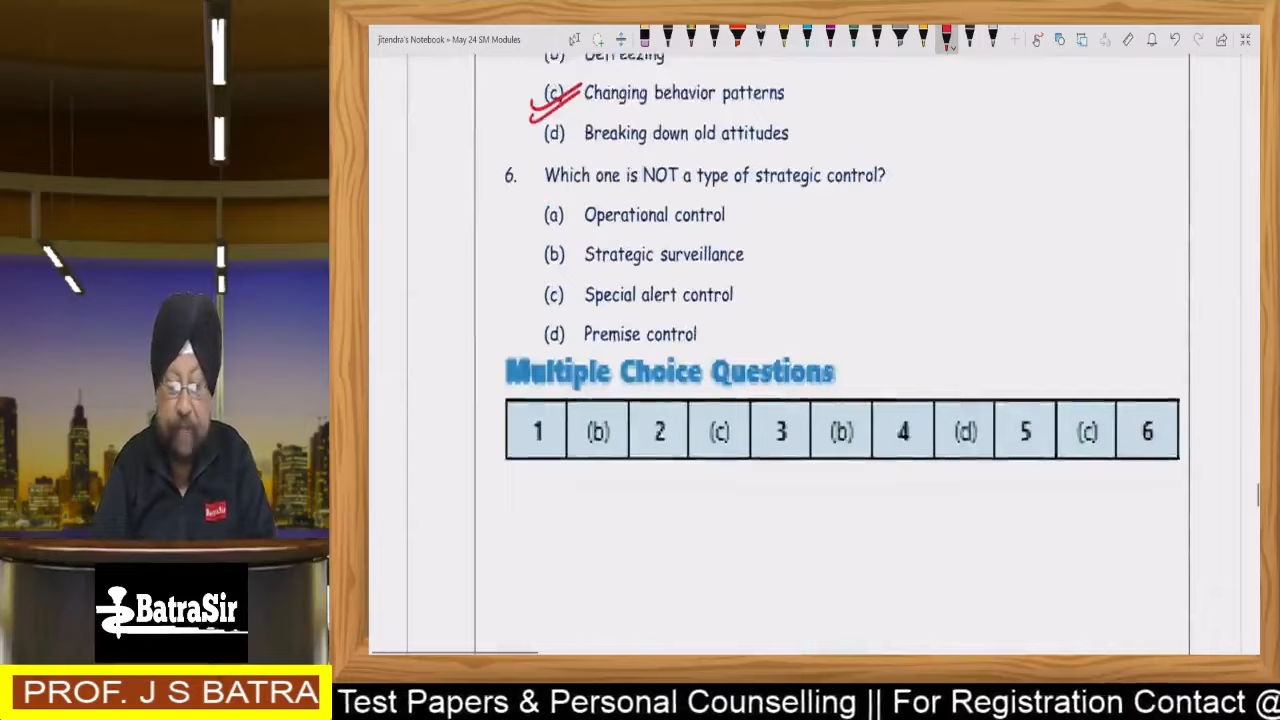 Jitendra's Notebook » May 24 SM Modules
(b) Defreezing
(c) Changing behavior patterns
(d) Breaking down old attitudes
6. Which one is NOT a type of strategic control?
(a) Operational control
(b) Strategic surveillance
(c) Special alert control
(d) Premise control
Multiple Choice Questions
1 (b) 2 (c) 3 (b) 4 (d) 5 (c) 6
BatraSir
BatraSir
PROF. J S BATRA
Test Papers & Personal Counselling || For Registration Contact @